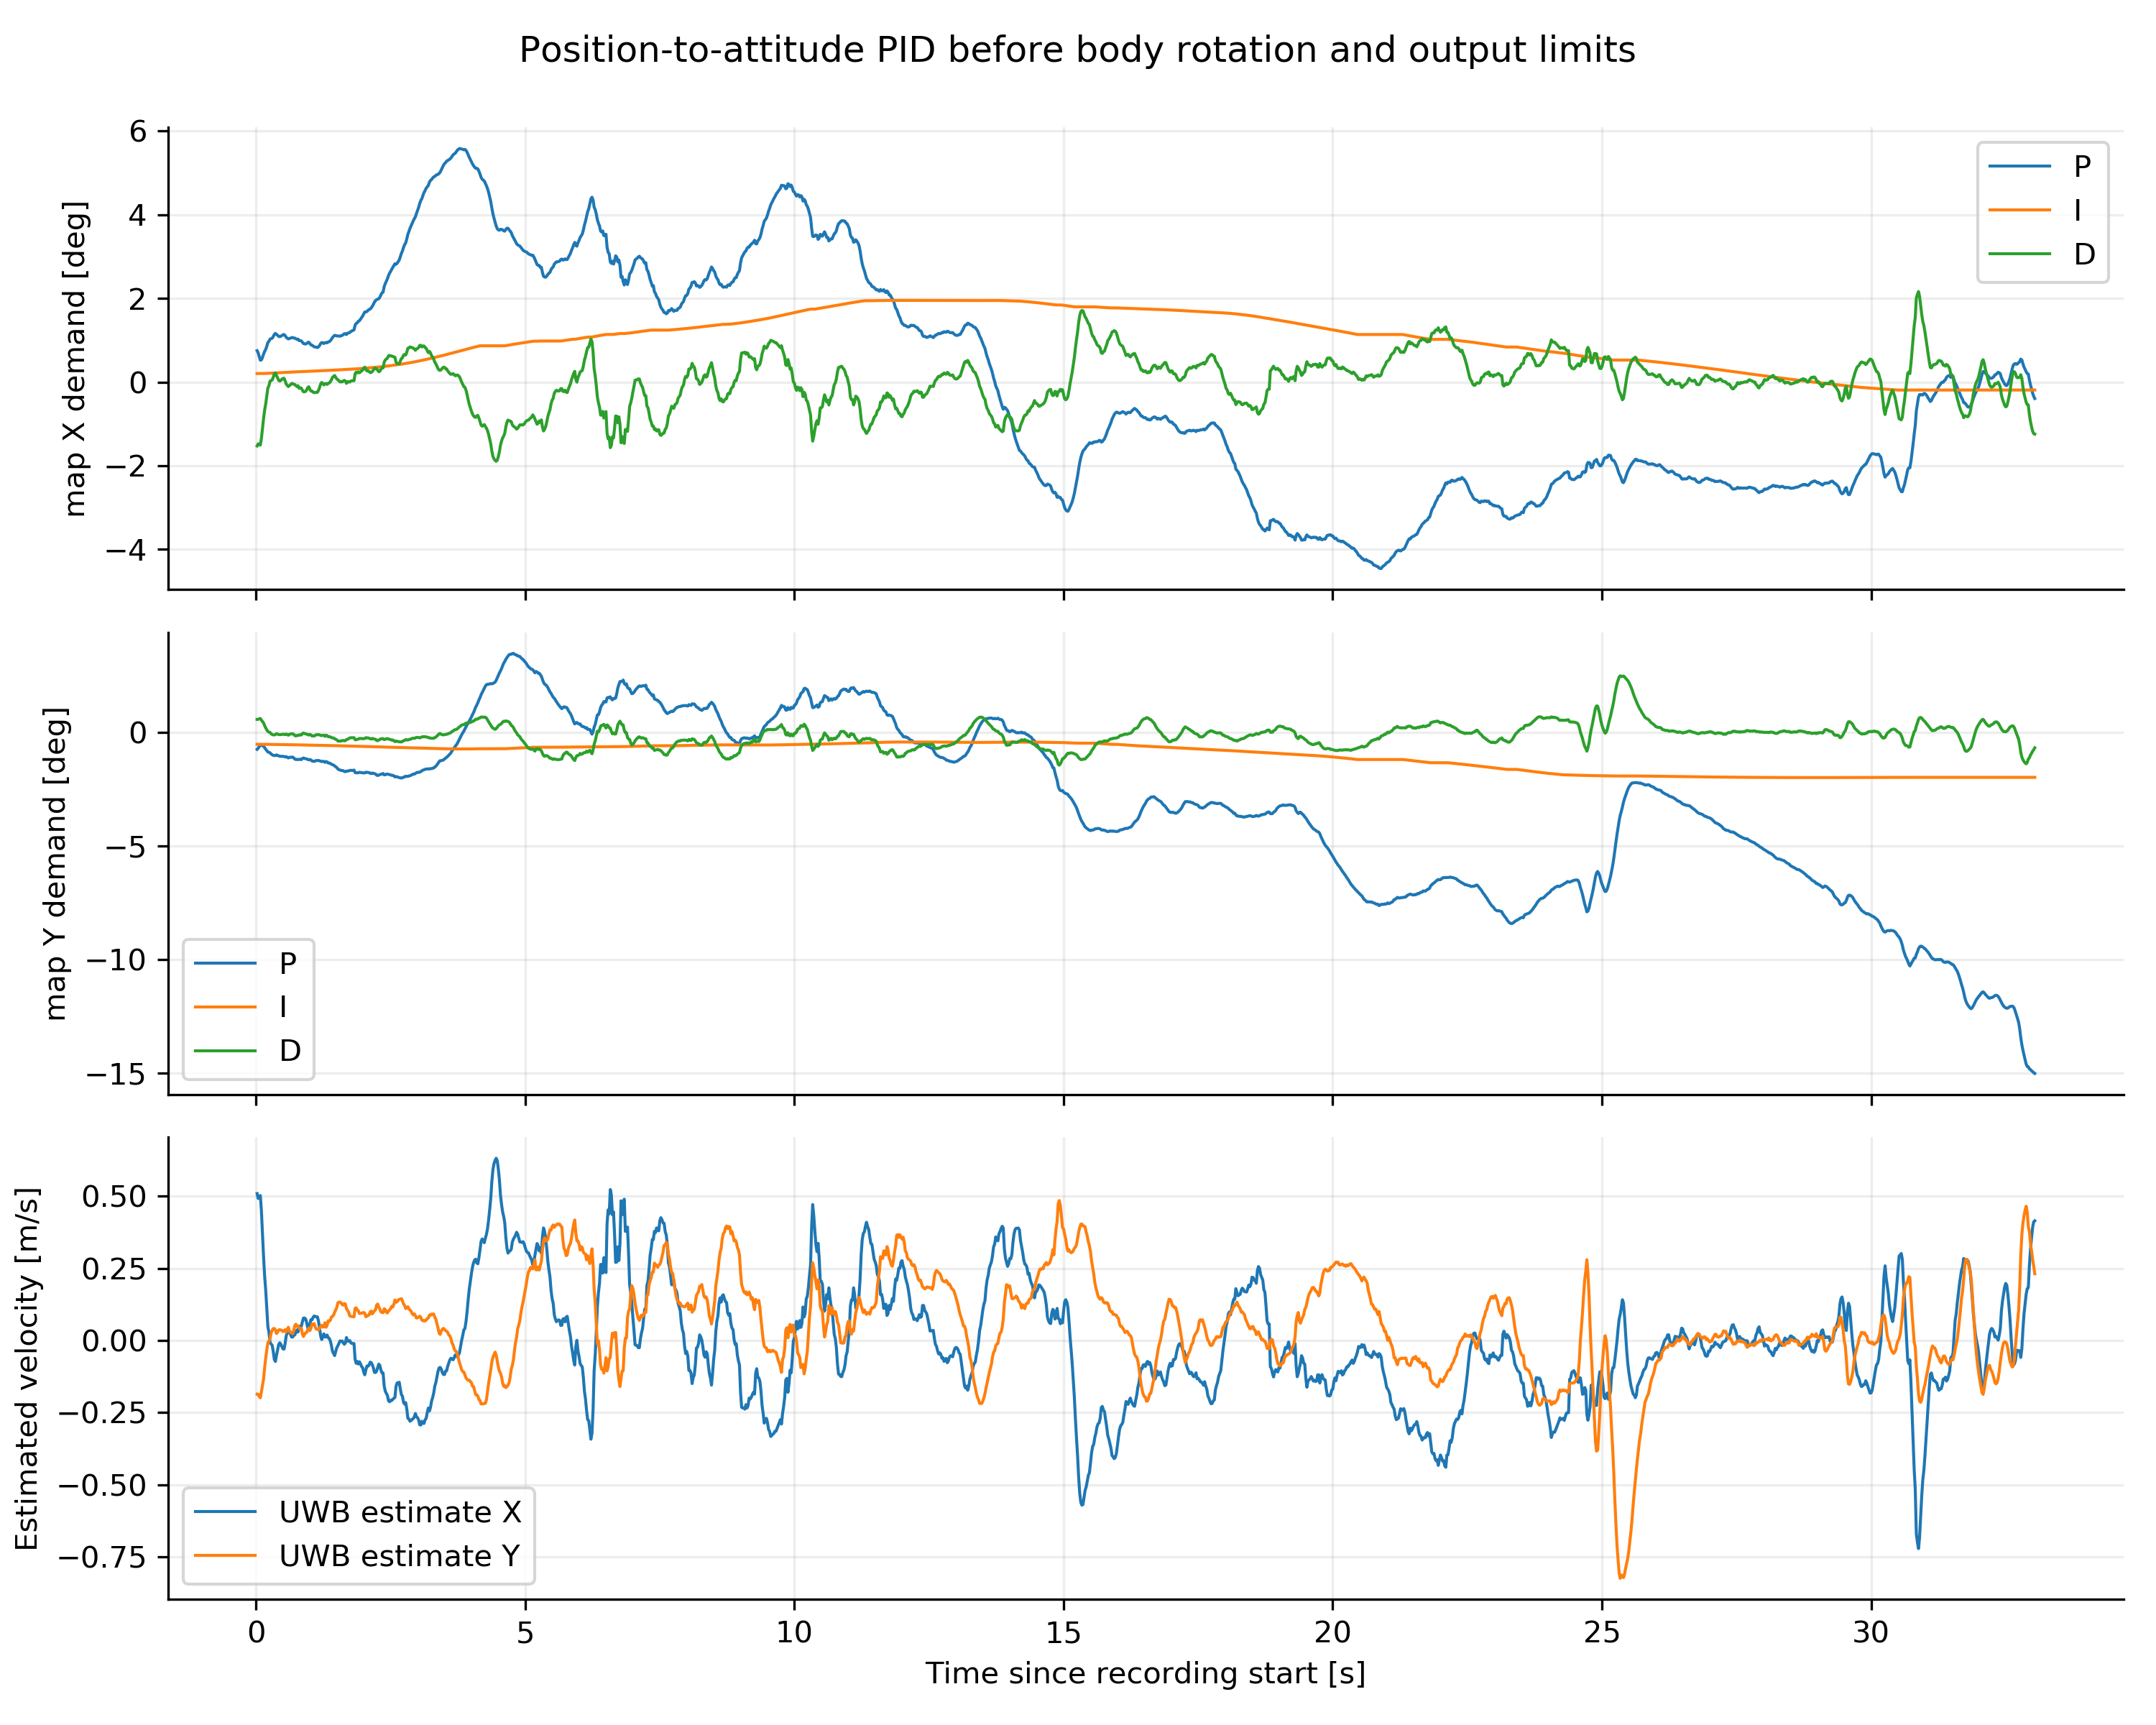 Position-to-attitude PID before body rotation and output limits
6
4
2
0
−2
−4
map X demand [deg]
P
I
D
0
−5
−10
−15
map Y demand [deg]
P
I
D
0.50
0.25
0.00
−0.25
−0.50
−0.75
Estimated velocity [m/s]
UWB estimate X
UWB estimate Y
0 5 10 15 20 25 30
Time since recording start [s]